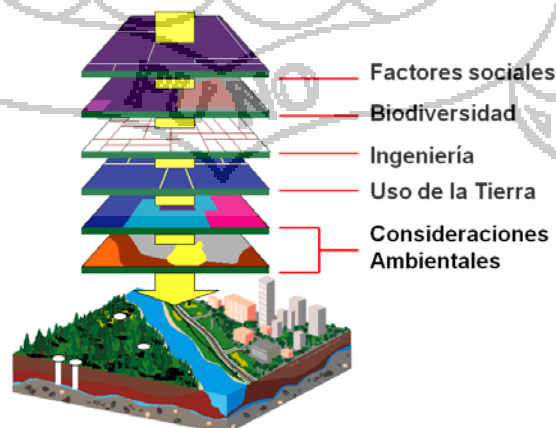 Factores sociales
Biodiversidad
Ingeniería
Uso de la Tierra
Consideraciones
Ambientales